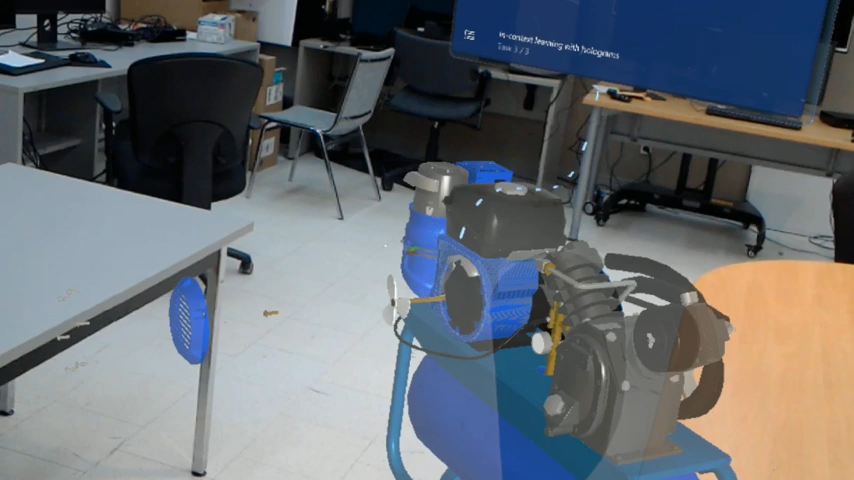 in-context learning with holograms
Task 3 / 3